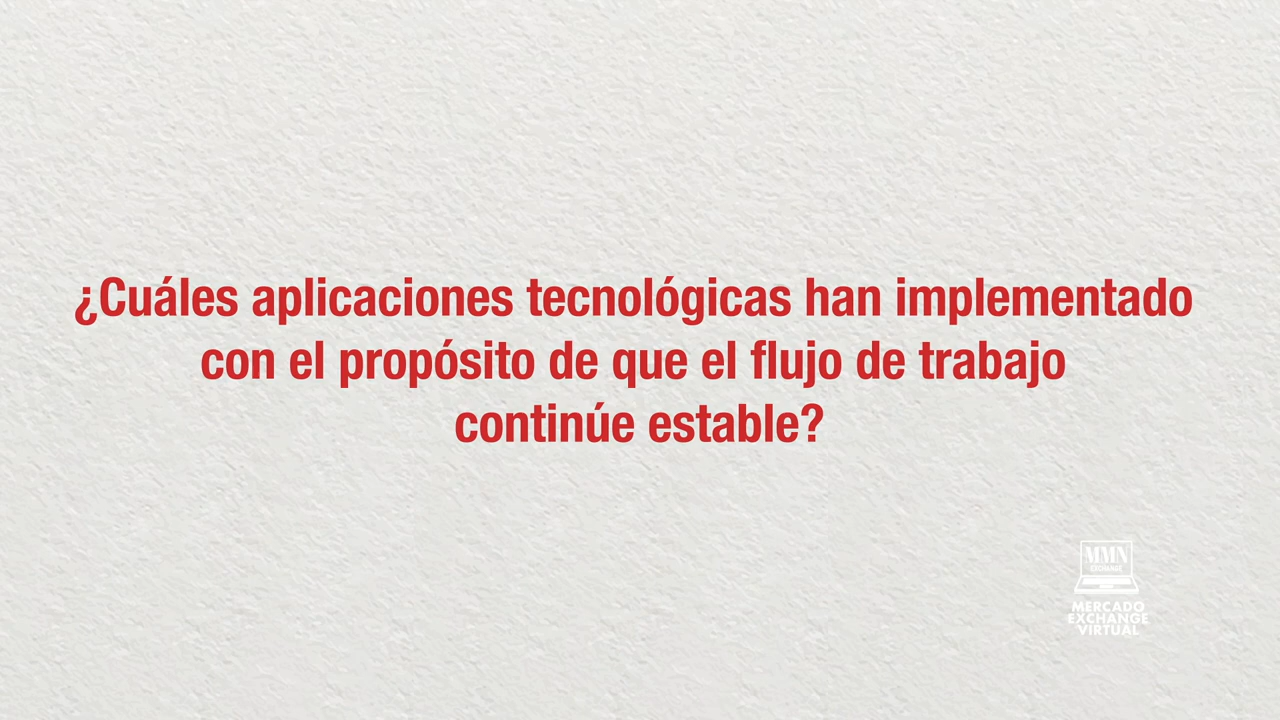 ¿Cuáles aplicaciones tecnológicas han implementado
con el propósito de que el flujo de trabajo
continúe estable?
MMN
EXCHANGE
MERCADO
EXCHANGE
VIRTUAL